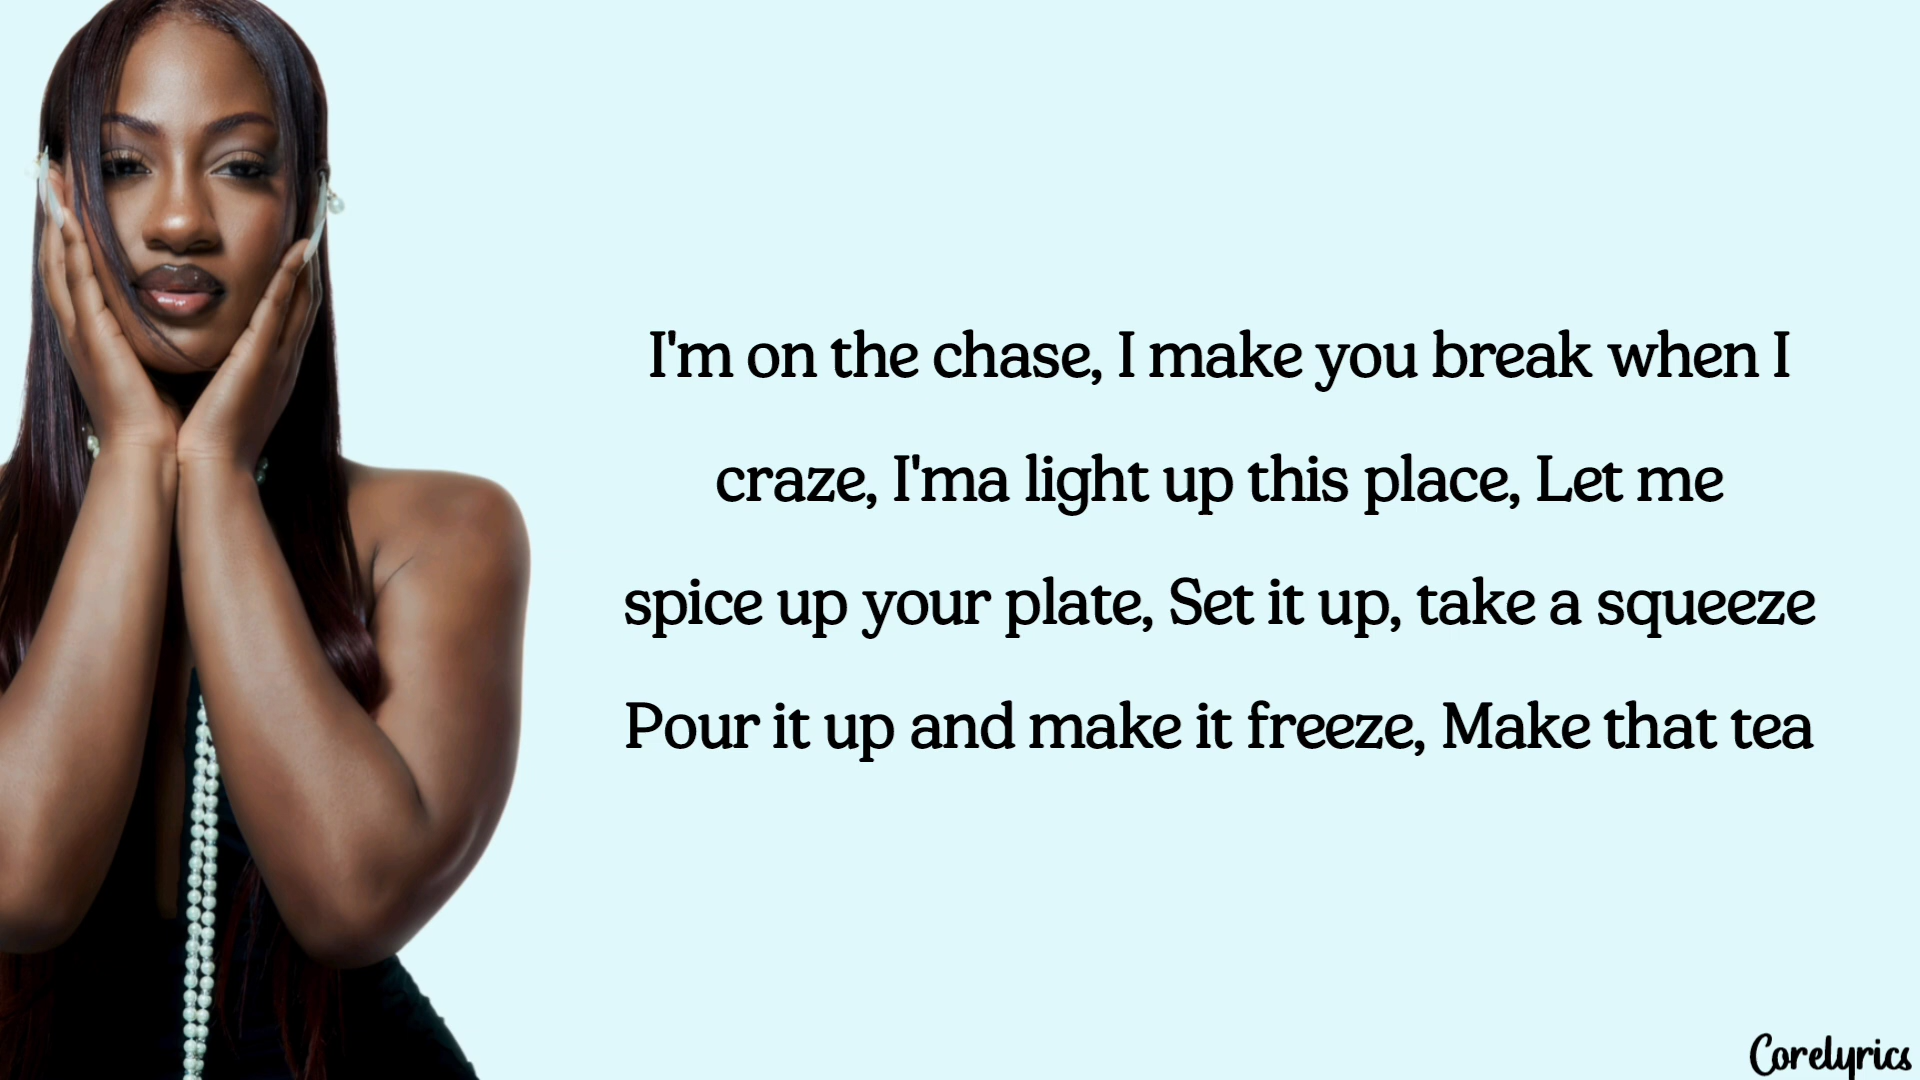 I'm on the chase, I make you break when I
craze, I'ma light up this place, Let me
spice up your plate, Set it up, take a squeeze
Pour it up and make it freeze, Make that tea
Corelyrics